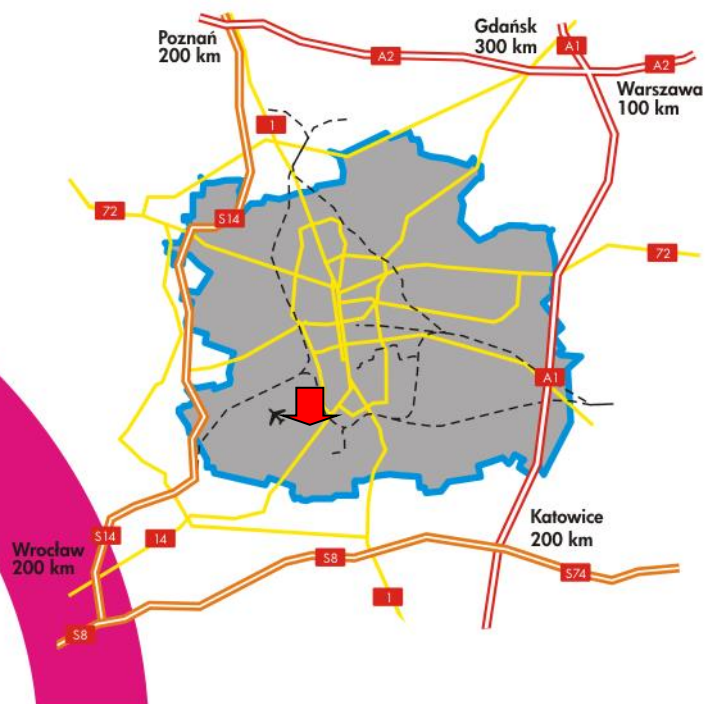 Poznań
200 km
Gdańsk
300 km
A1
A2
A2
Warszawa
100 km
1
72
S14
72
A1
Katowice
200 km
S14
14
Wrocław
200 km
S8
S74
1
S8